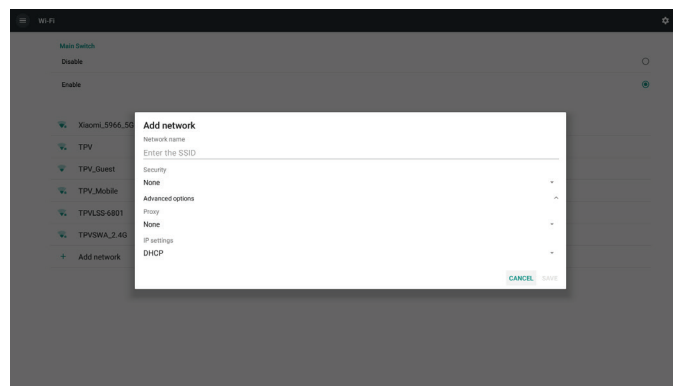 Wi-Fi
Main Switch
Disable
Enable
Xiaomi_5966_5G
TPV
TPV_Guest
TPV_Mobile
TPVLSS-6801
TPVSWA_2.4G
+ Add network
Add network
Network name
Enter the SSID
Security
None
Advanced options
Proxy
None
IP settings
DHCP
CANCEL SAVE